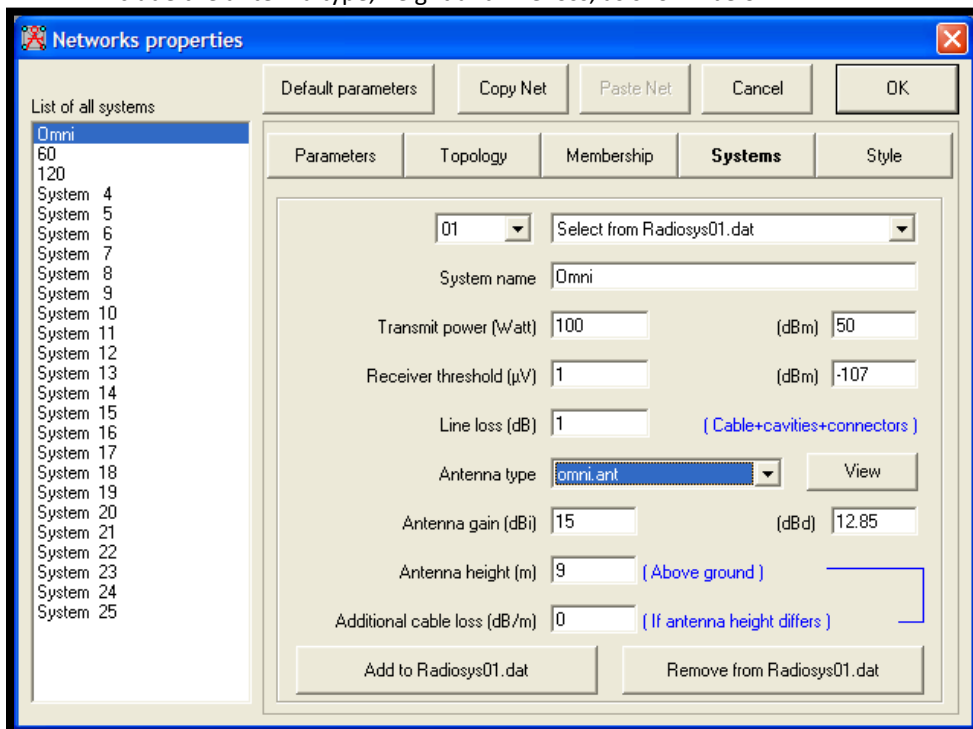 Networks properties
Default parameters Copy Net Paste Net Cancel OK
List of all systems
Omni
60
120
System 4
System 5
System 6
System 7
System 8
System 9
System 10
System 11
System 12
System 13
System 14
System 15
System 16
System 17
System 18
System 19
System 20
System 21
System 22
System 23
System 24
System 25
Parameters Topology Membership Systems Style
01 Select from Radiosys01.dat
System name Omni
Transmit power (Watt) 100 (dBm) 50
Receiver threshold (µV) 1 (dBm) -107
Line loss (dB) 1 ( Cable+cavities+connectors )
Antenna type omni.ant View
Antenna gain (dBi) 15 (dBd) 12.85
Antenna height (m) 9 ( Above ground )
Additional cable loss (dB/m) 0 ( If antenna height differs )
Add to Radiosys01.dat Remove from Radiosys01.dat